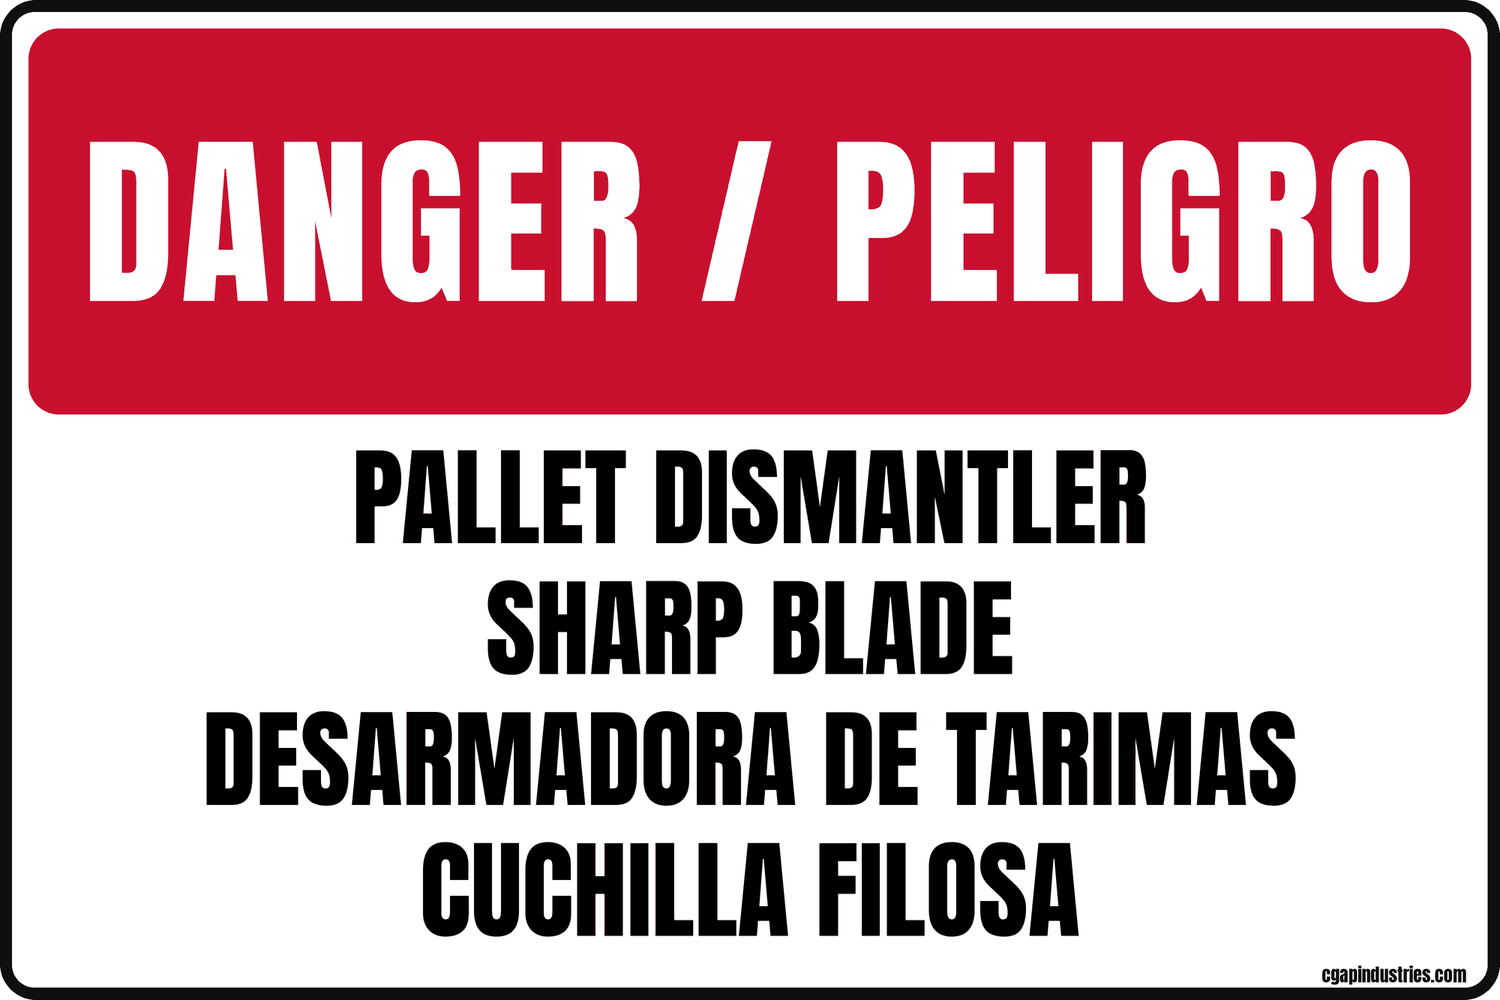 DANGER / PELIGRO
PALLET DISMANTLER
SHARP BLADE
DESARMADORA DE TARIMAS
CUCHILLA FILOSA
cgapindustries.com